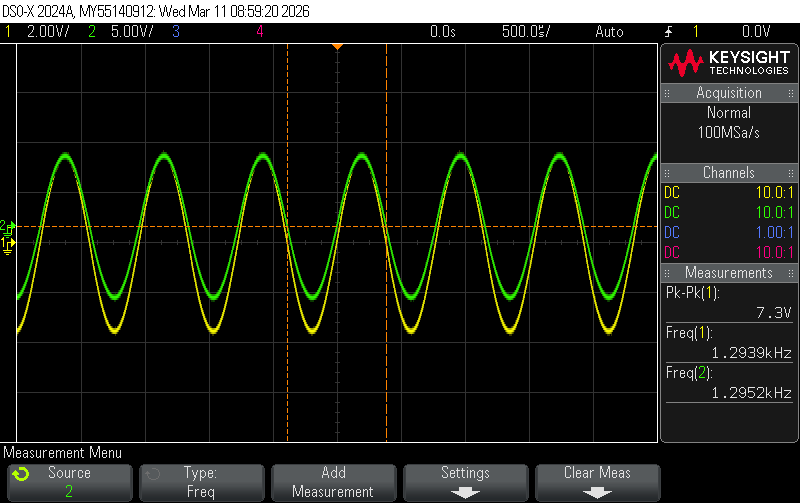 DSO-X 2024A, MY55140912: Wed Mar 11 08:59:20 2026
1 2.00V/ 2 5.00V/ 3 4 0.0s 500.0us/ Auto 1 0.0V
KEYSIGHT
TECHNOLOGIES
Acquisition
Normal
100MSa/s
Channels
DC 10.0:1
DC 10.0:1
DC 1.00:1
DC 10.0:1
Measurements
Pk-Pk(1):
7.3V
Freq(1):
1.2939kHz
Freq(2):
1.2952kHz
2
1
Measurement Menu
Source
2
Type:
Freq
Add
Measurement
Settings
Clear Meas